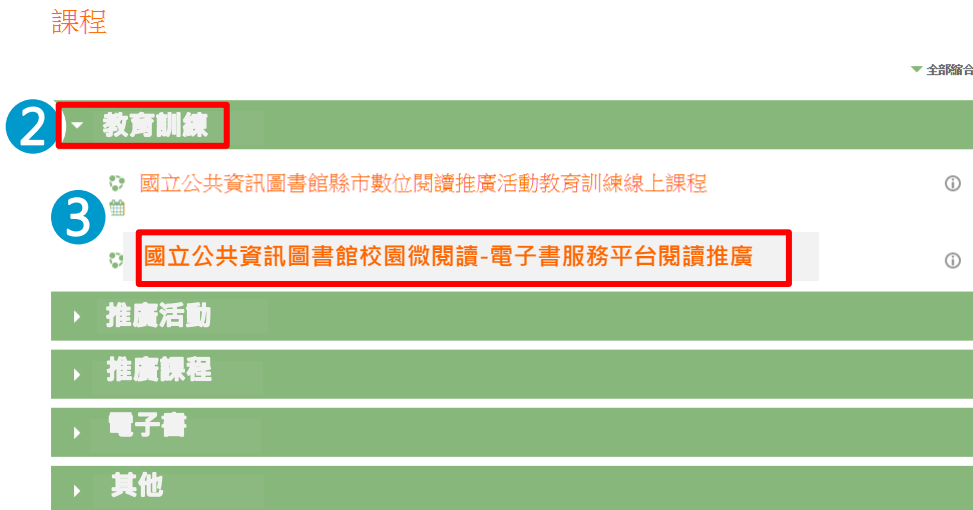 課程
全部縮合
2 教育訓練
國立公共資訊圖書館縣市數位閱讀推廣活動教育訓練線上課程
3
國立公共資訊圖書館校園微閱讀-電子書服務平台閱讀推廣
推廣活動
推廣課程
電子書
其他